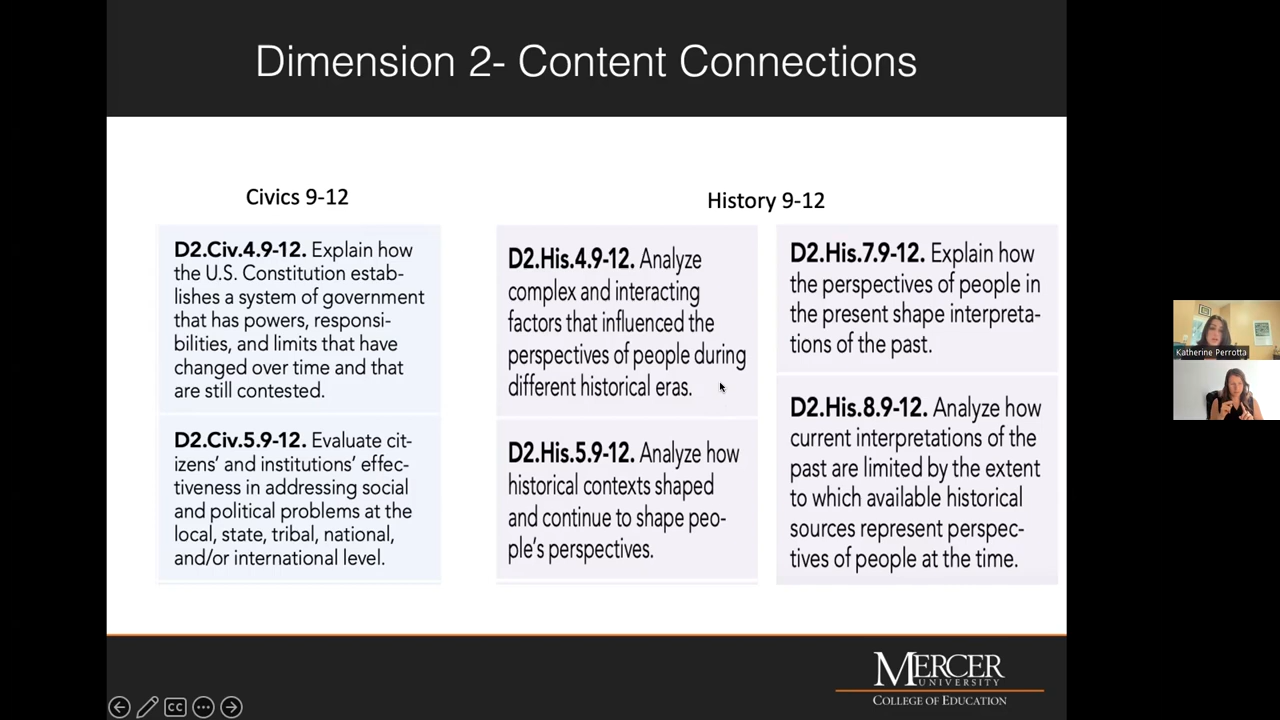 Dimension 2- Content Connections
Civics 9-12
D2.Civ.4.9-12. Explain how
the U.S. Constitution estab-
lishes a system of government
that has powers, responsi-
bilities, and limits that have
changed over time and that
are still contested.
D2.Civ.5.9-12. Evaluate cit-
izens' and institutions' effec-
tiveness in addressing social
and political problems at the
local, state, tribal, national,
and/or international level.
History 9-12
D2.His.4.9-12. Analyze
complex and interacting
factors that influenced the
perspectives of people during
different historical eras.
D2.His.5.9-12. Analyze how
historical contexts shaped
and continue to shape peo-
ple's perspectives.
D2.His.7.9-12. Explain how
the perspectives of people in
the present shape interpreta-
tions of the past.
D2.His.8.9-12. Analyze how
current interpretations of the
past are limited by the extent
to which available historical
sources represent perspec-
tives of people at the time.
Katherine Perrotta
MERCER
UNIVERSITY
COLLEGE OF EDUCATION
CC